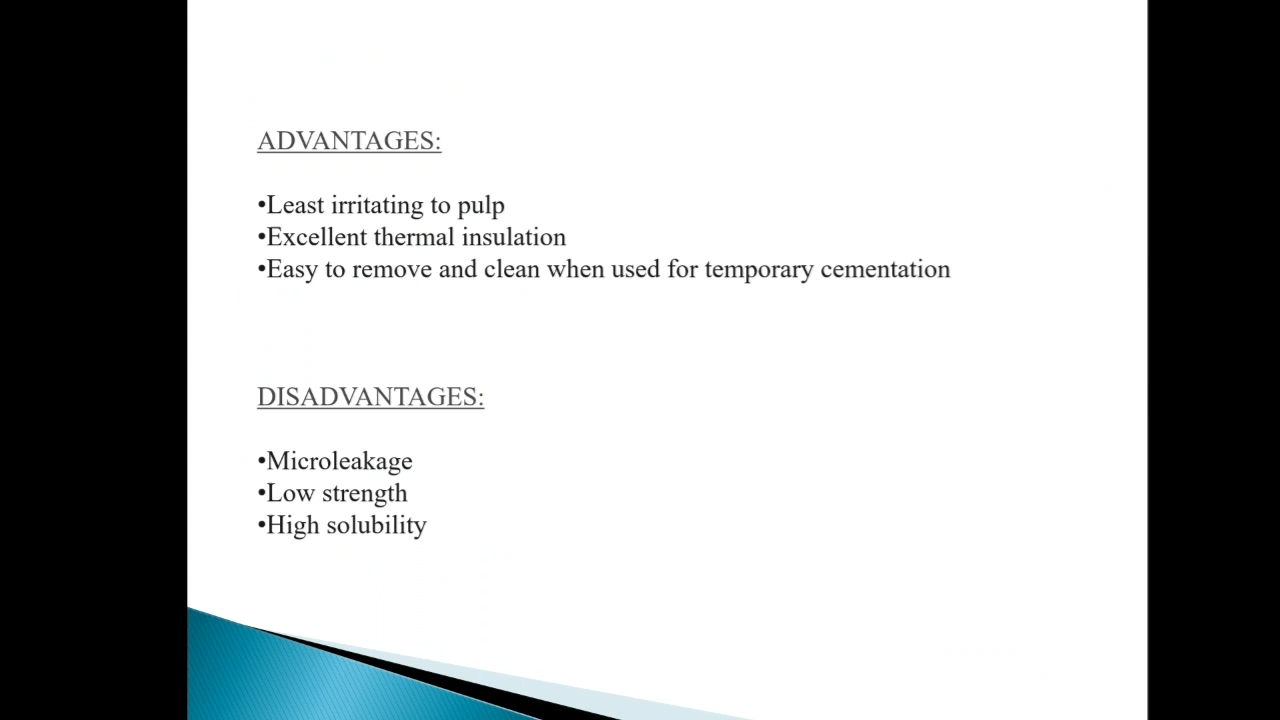 ADVANTAGES:
•Least irritating to pulp
•Excellent thermal insulation
•Easy to remove and clean when used for temporary cementation
DISADVANTAGES:
•Microleakage
•Low strength
•High solubility